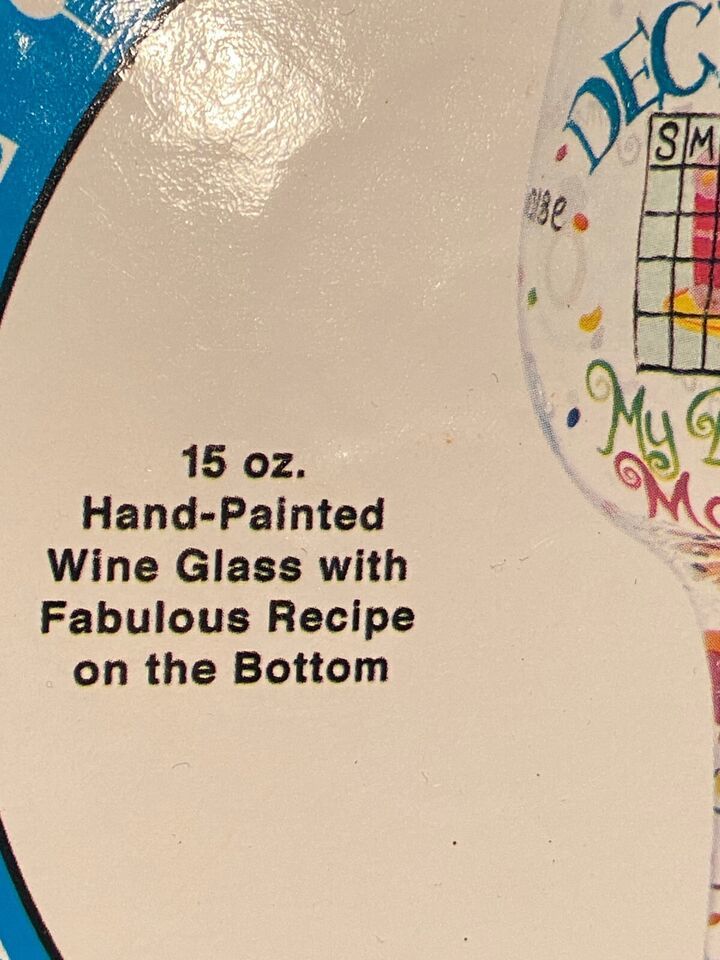 DEC
S M
My
15 oz.
Hand-Painted
Wine Glass with
Fabulous Recipe
on the Bottom